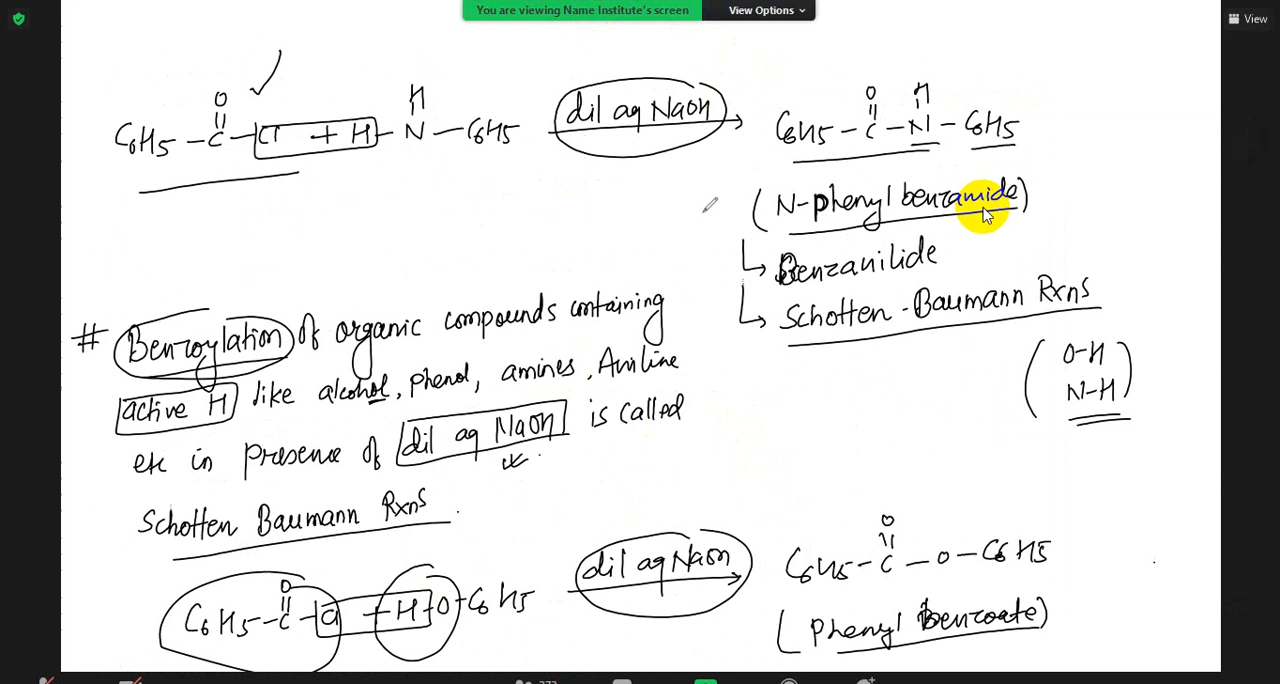 You are viewing Name Institute's screen View Options
View
O H O H
C6H5 - C - Cl + H - N - C6H5 dil aq NaOH C6H5 - C - N - C6H5
(N-phenyl benzamide)
Benzanilide
Schotten - Baumann Rxns
# Benzoylation of organic compounds containing
active H like alcohol, phenol, amines, Aniline
etc in presence of dil aq NaOH is called
Schotten Baumann Rxns.
(O-H
N-H)
O O
C6H5 - C - Cl + H - O - C6H5 dil aq NaOH C6H5 - C - O - C6H5
(Phenyl benzoate)